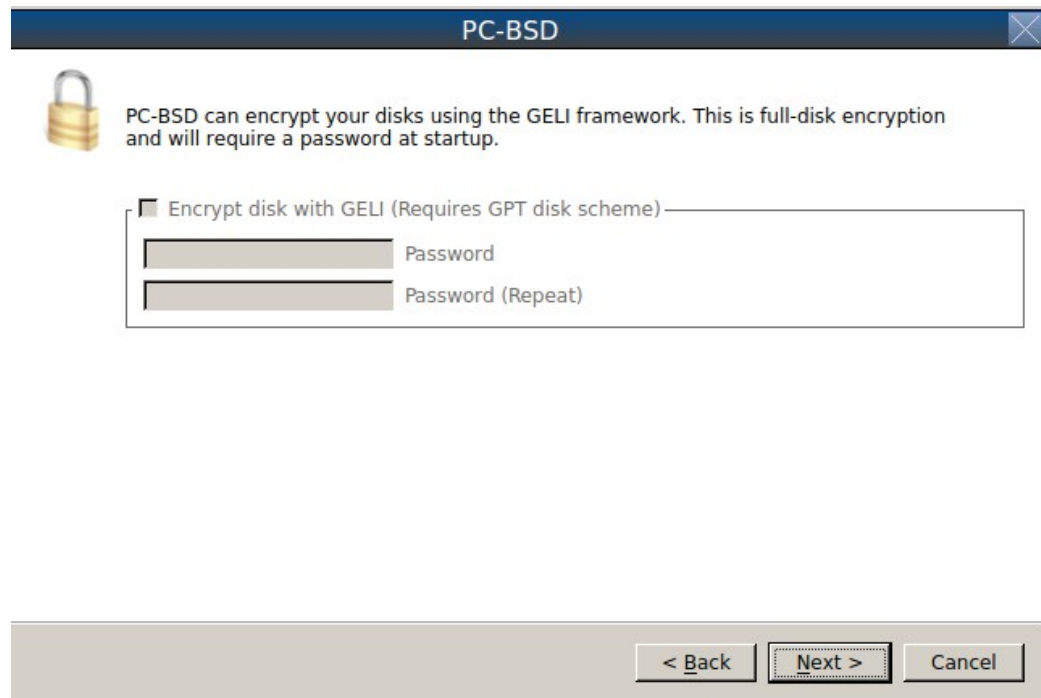 PC-BSD
PC-BSD can encrypt your disks using the GELI framework. This is full-disk encryption
and will require a password at startup.
Encrypt disk with GELI (Requires GPT disk scheme)
Password
Password (Repeat)
< Back
Next >
Cancel